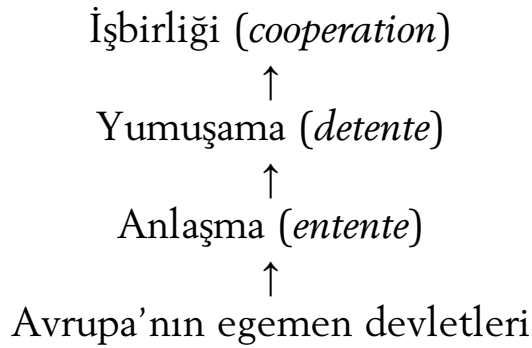 İşbirliği (cooperation)
↑
Yumuşama (detente)
↑
Anlaşma (entente)
↑
Avrupa’nın egemen devletleri